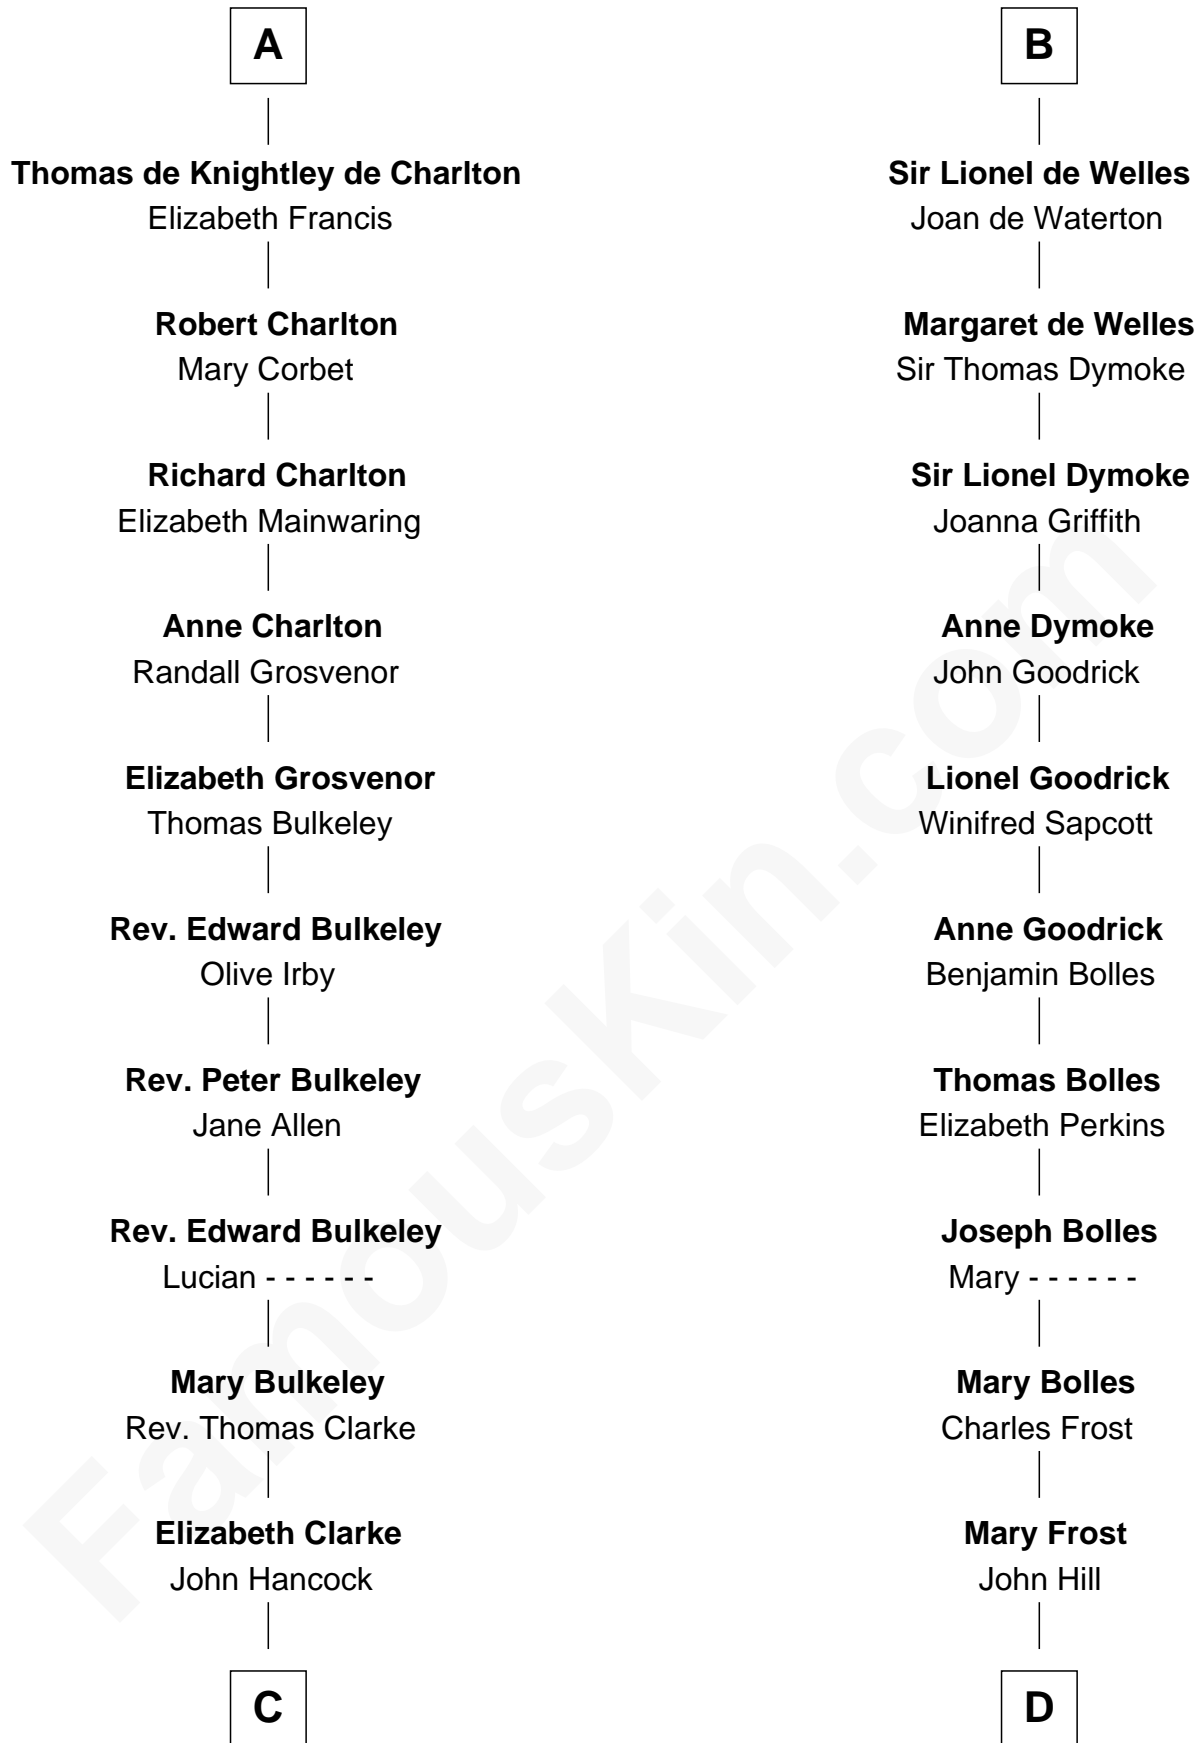 A
Thomas de Knightley de Charlton
Elizabeth Francis
Robert Charlton
Mary Corbet
Richard Charlton
Elizabeth Mainwaring
Anne Charlton
Randall Grosvenor
Elizabeth Grosvenor
Thomas Bulkeley
Rev. Edward Bulkeley
Olive Irby
Rev. Peter Bulkeley
Jane Allen
Rev. Edward Bulkeley
Lucian - - - - - -
Mary Bulkeley
Rev. Thomas Clarke
Elizabeth Clarke
John Hancock
C
B
Sir Lionel de Welles
Joan de Waterton
Margaret de Welles
Sir Thomas Dymoke
Sir Lionel Dymoke
Joanna Griffith
Anne Dymoke
John Goodrick
Lionel Goodrick
Winifred Sapcott
Anne Goodrick
Benjamin Bolles
Thomas Bolles
Elizabeth Perkins
Joseph Bolles
Mary - - - - - -
Mary Bolles
Charles Frost
Mary Frost
John Hill
D
FamousKin.com